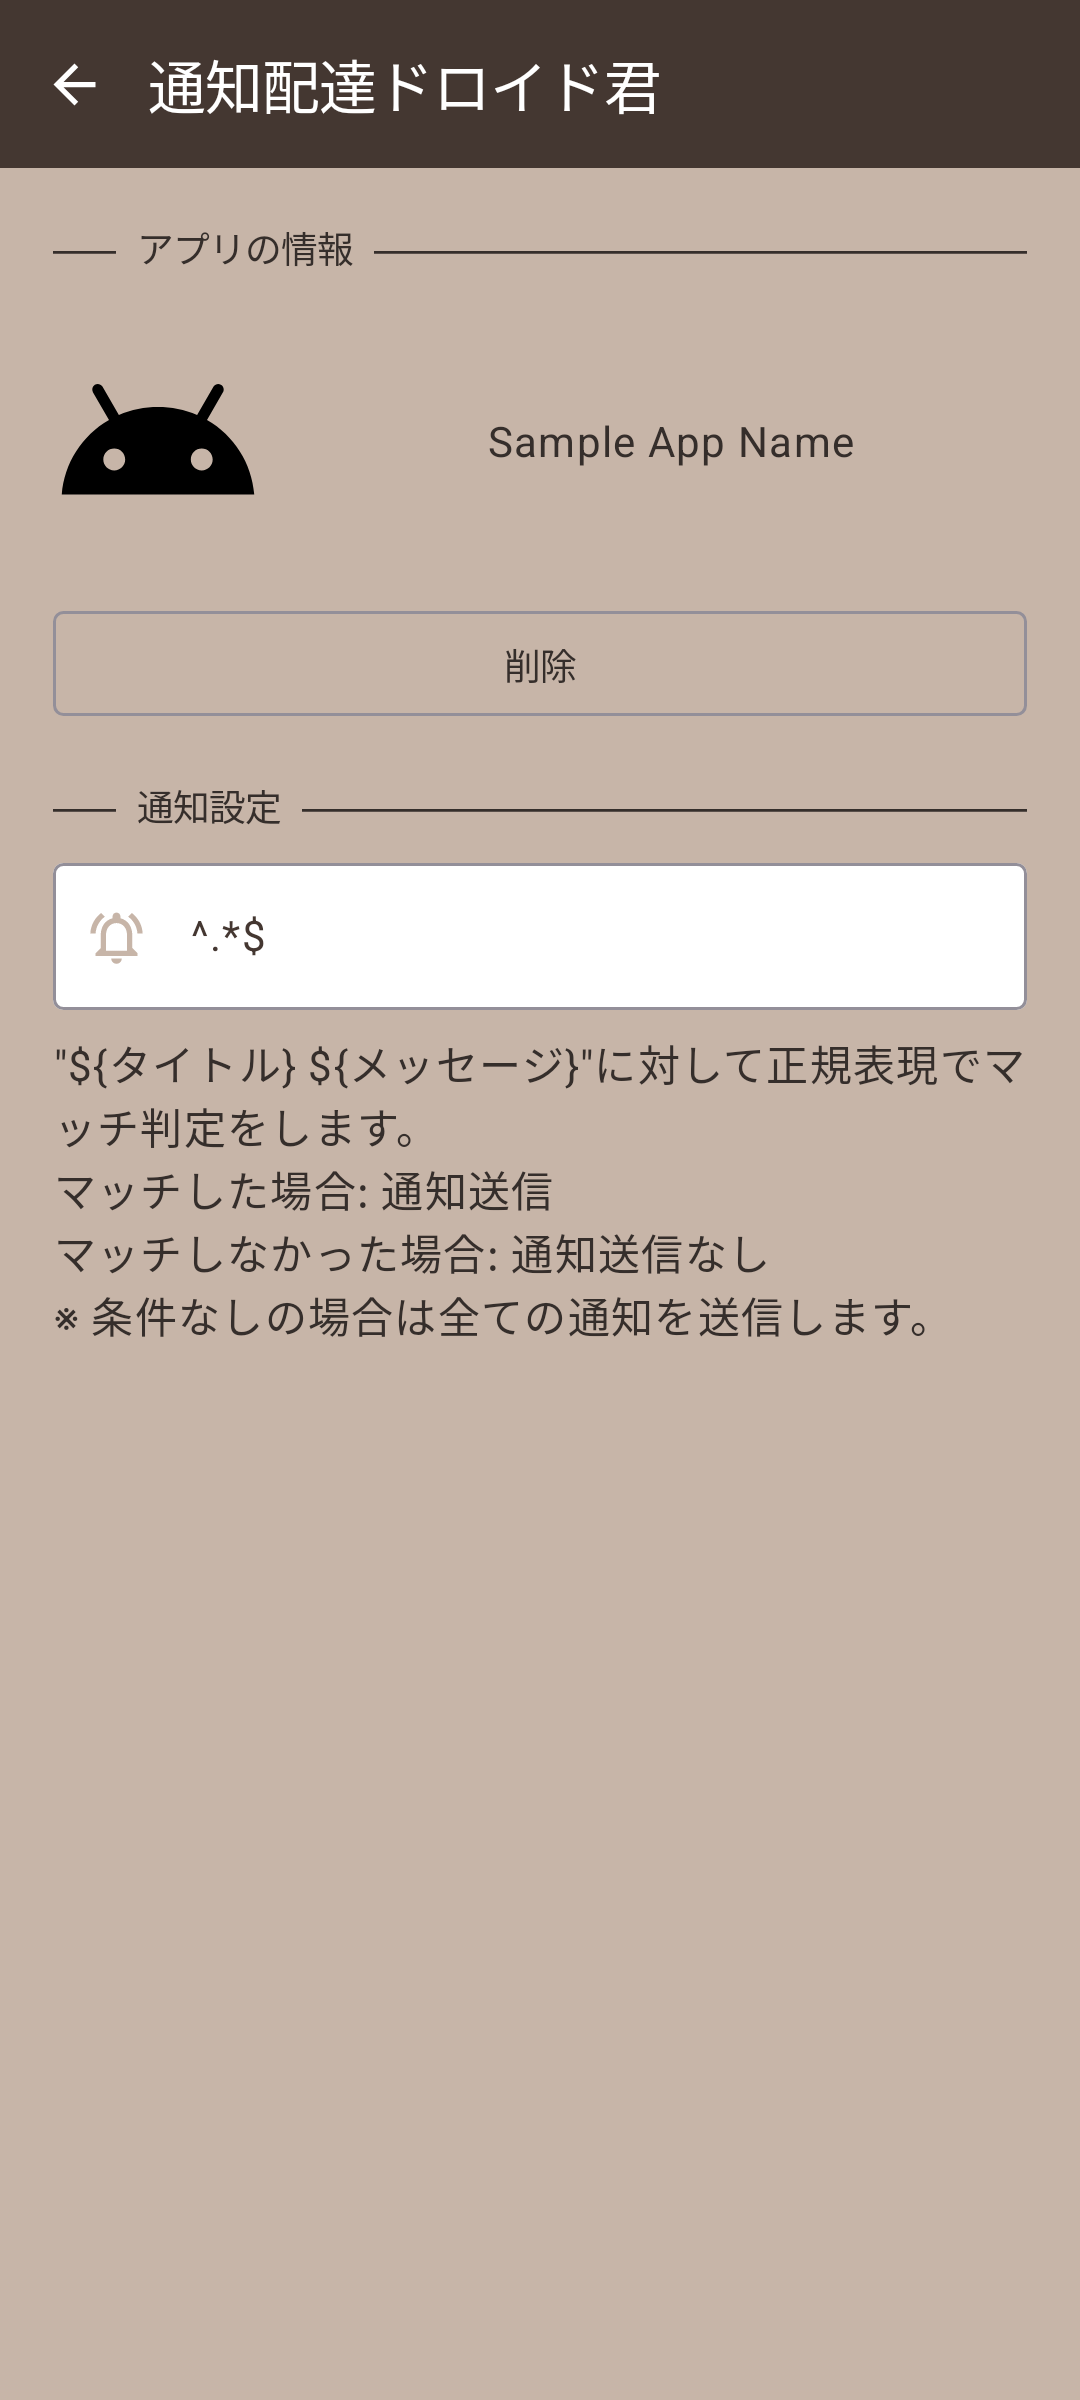 通知配達ドロイド君
アプリの情報
Sample App Name
削除
通知設定
^.*$
"${タイトル} ${メッセージ}"に対して正規表現でマ
ッチ判定をします。
マッチした場合: 通知送信
マッチしなかった場合: 通知送信なし
※ 条件なしの場合は全ての通知を送信します。